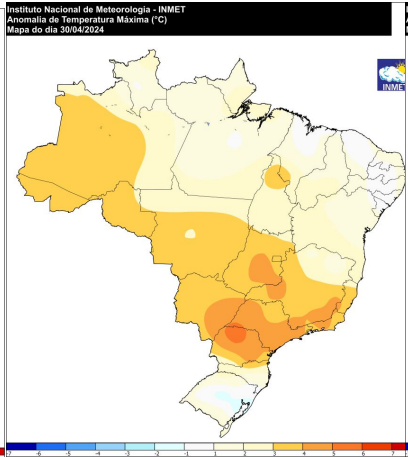 Instituto Nacional de Meteorologia - INMET
Anomalia de Temperatura Máxima (°C)
Mapa do dia 30/04/2024
INMET
-7 -6 -5 -4 -3 -2 -1 1 2 3 4 5 6 7